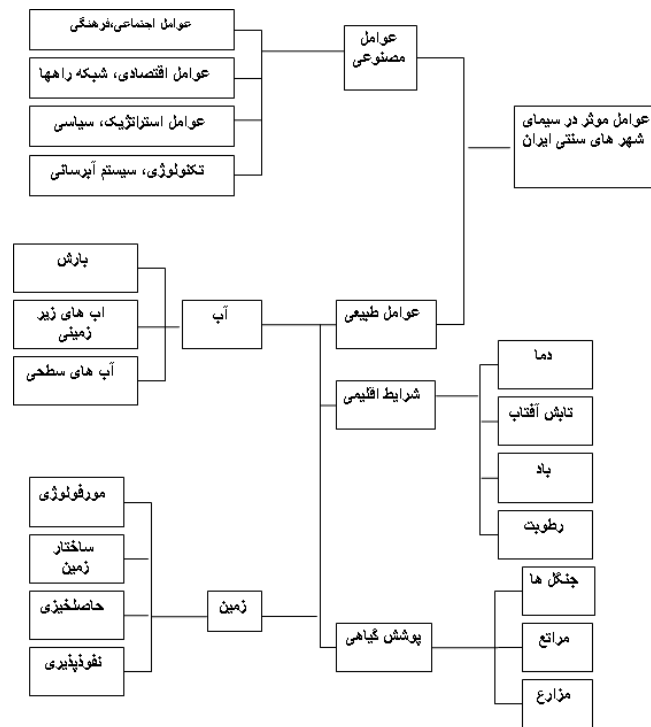 عوامل موثر در سیمای
شهر های سنتی ایران
عوامل
مصنوعی
عوامل اجتماعی،فرهنگی
عوامل اقتصادی، شبکه راهها
عوامل استراتژیک، سیاسی
تکنولوژی، سیستم آبرسانی
عوامل طبیعی
آب
بارش
اب های زیر
زمینی
آب های سطحی
شرایط اقلیمی
دما
تابش آفتاب
باد
رطوبت
زمین
مورفولوژی
ساختار
زمین
حاصلخیزی
نفوذپذیری
پوشش گیاهی
جنگل ها
مراتع
مزارع